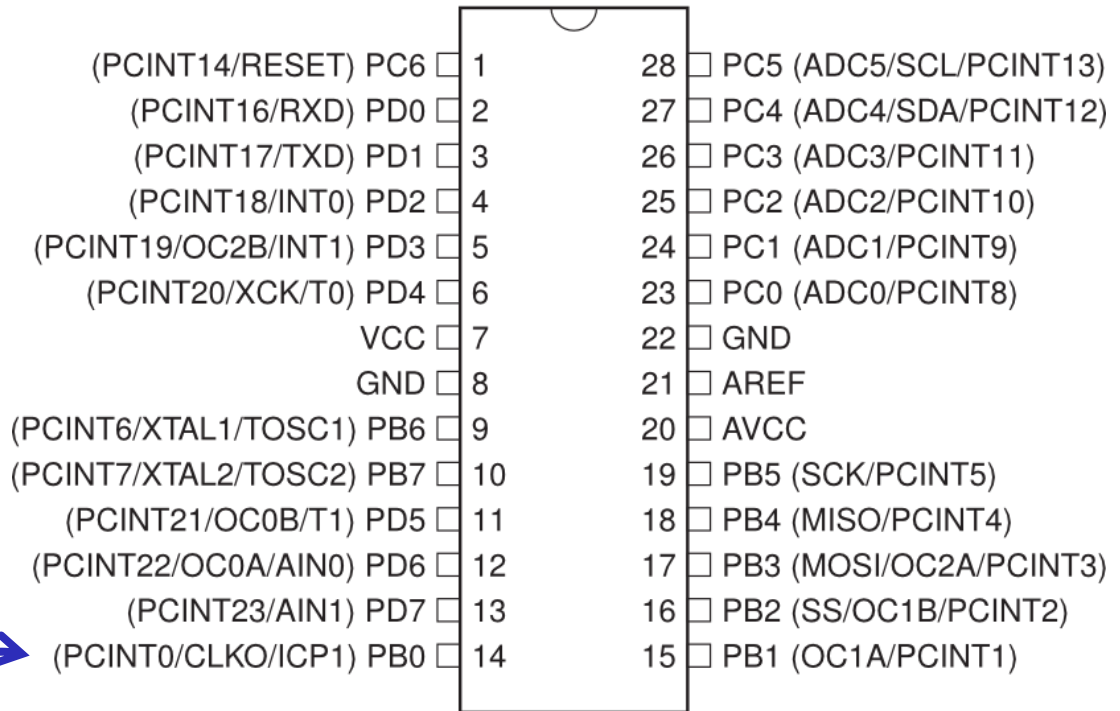 (PCINT14/RESET) PC6 1 28 PC5 (ADC5/SCL/PCINT13)
(PCINT16/RXD) PD0 2 27 PC4 (ADC4/SDA/PCINT12)
(PCINT17/TXD) PD1 3 26 PC3 (ADC3/PCINT11)
(PCINT18/INT0) PD2 4 25 PC2 (ADC2/PCINT10)
(PCINT19/OC2B/INT1) PD3 5 24 PC1 (ADC1/PCINT9)
(PCINT20/XCK/T0) PD4 6 23 PC0 (ADC0/PCINT8)
VCC 7 22 GND
GND 8 21 AREF
(PCINT6/XTAL1/TOSC1) PB6 9 20 AVCC
(PCINT7/XTAL2/TOSC2) PB7 10 19 PB5 (SCK/PCINT5)
(PCINT21/OC0B/T1) PD5 11 18 PB4 (MISO/PCINT4)
(PCINT22/OC0A/AIN0) PD6 12 17 PB3 (MOSI/OC2A/PCINT3)
(PCINT23/AIN1) PD7 13 16 PB2 (SS/OC1B/PCINT2)
(PCINT0/CLKO/ICP1) PB0 14 15 PB1 (OC1A/PCINT1)